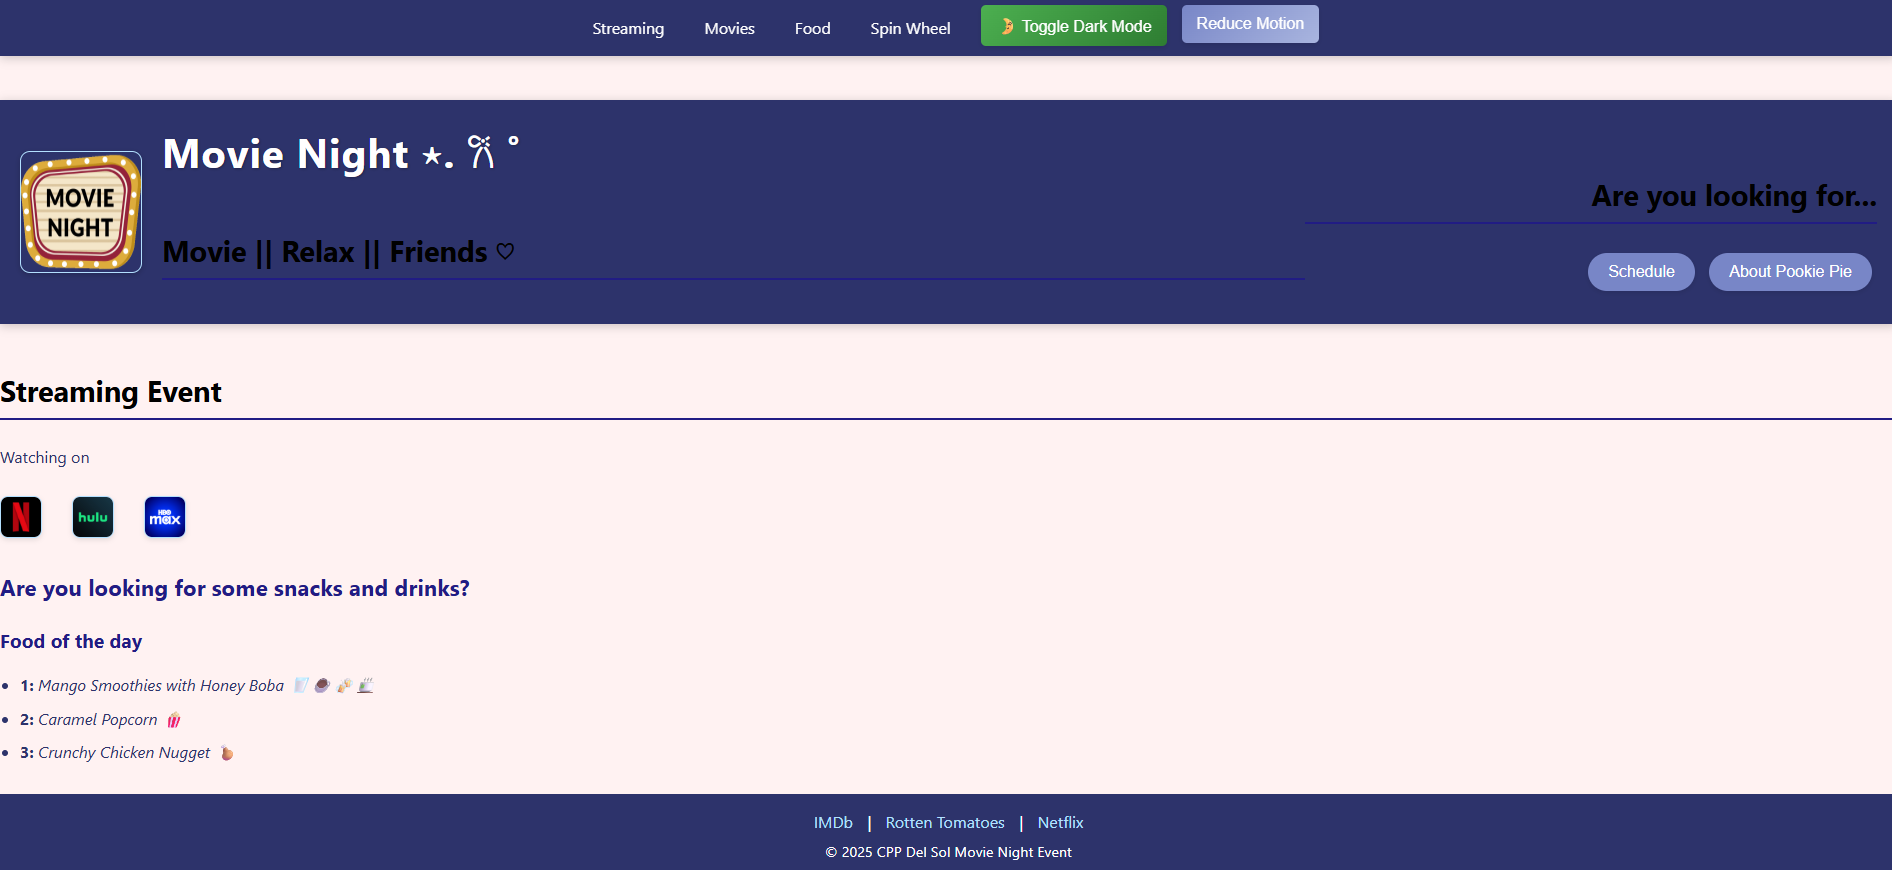 Streaming Movies Food Spin Wheel 🌛 Toggle Dark Mode Reduce Motion
MOVIE
NIGHT
Movie Night ⋆. 𐙚 ˚
Movie || Relax || Friends ♡
Are you looking for...
Schedule About Pookie Pie
Streaming Event
Watching on
N hulu HBO max
Are you looking for some snacks and drinks?
Food of the day
• 1: Mango Smoothies with Honey Boba
• 2: Caramel Popcorn 🍿
• 3: Crunchy Chicken Nugget 🍗
IMDb | Rotten Tomatoes | Netflix
© 2025 CPP Del Sol Movie Night Event